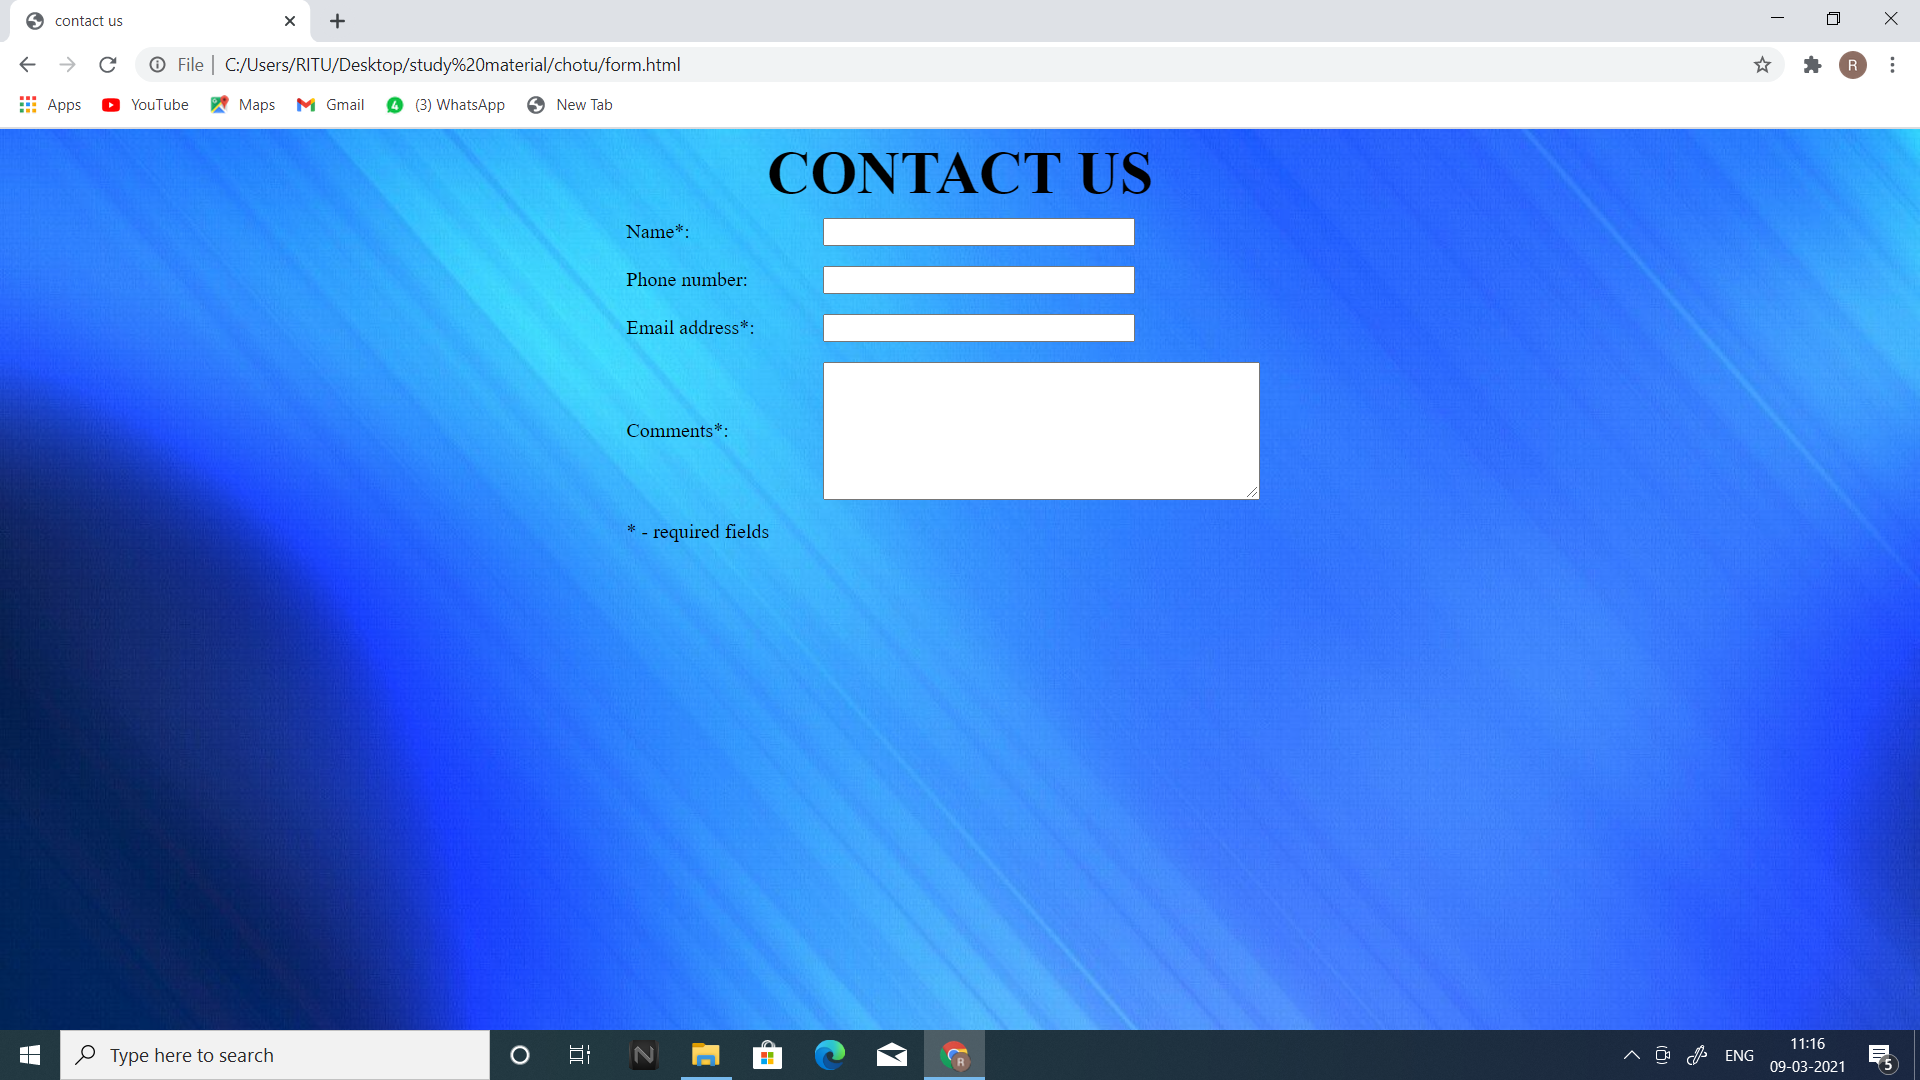 contact us
File | C:/Users/RITU/Desktop/study%20material/chotu/form.html
R
Apps YouTube Maps Gmail 4 (3) WhatsApp New Tab
CONTACT US
Name*:
Phone number:
Email address*:
Comments*:
* - required fields
Type here to search
N
R
ENG
11:16
09-03-2021
5